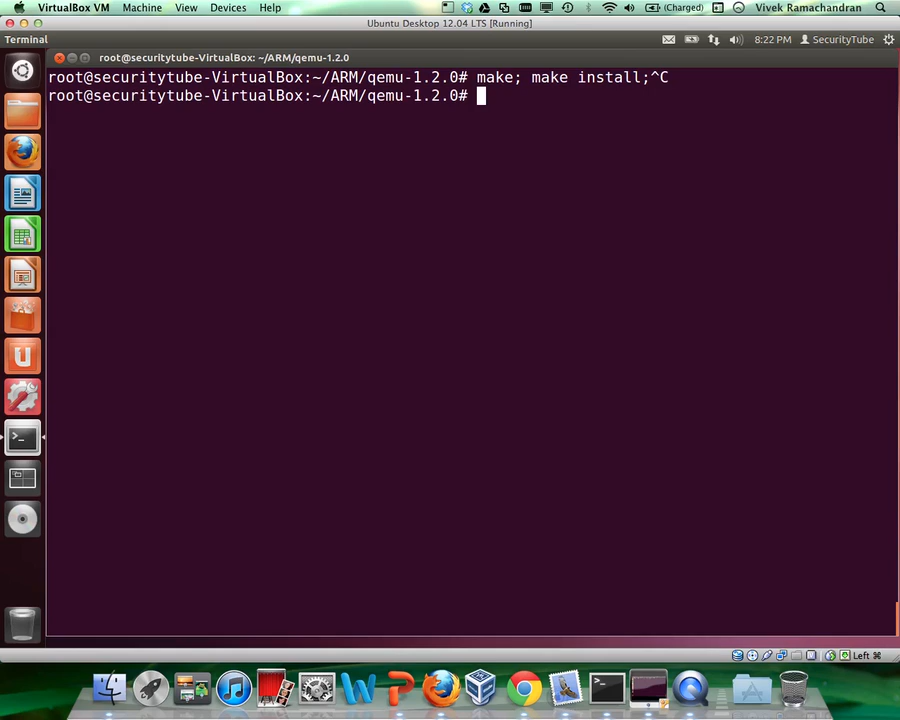 VirtualBox VM Machine View Devices Help (Charged) Vivek Ramachandran
Ubuntu Desktop 12.04 LTS [Running]
Terminal 8:22 PM SecurityTube
root@securitytube-VirtualBox: ~/ARM/qemu-1.2.0
root@securitytube-VirtualBox:~/ARM/qemu-1.2.0# make; make install;^C
root@securitytube-VirtualBox:~/ARM/qemu-1.2.0#
Left ⌘